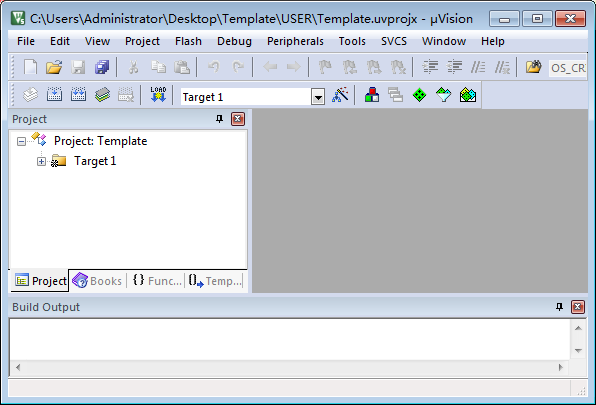 C:\Users\Administrator\Desktop\Template\USER\Template.uvprojx - µVision
File Edit View Project Flash Debug Peripherals Tools SVCS Window Help
OS_CR
LOAD
Target 1
Project
Project: Template
Target 1
Project Books {} Func... {} Temp...
Build Output